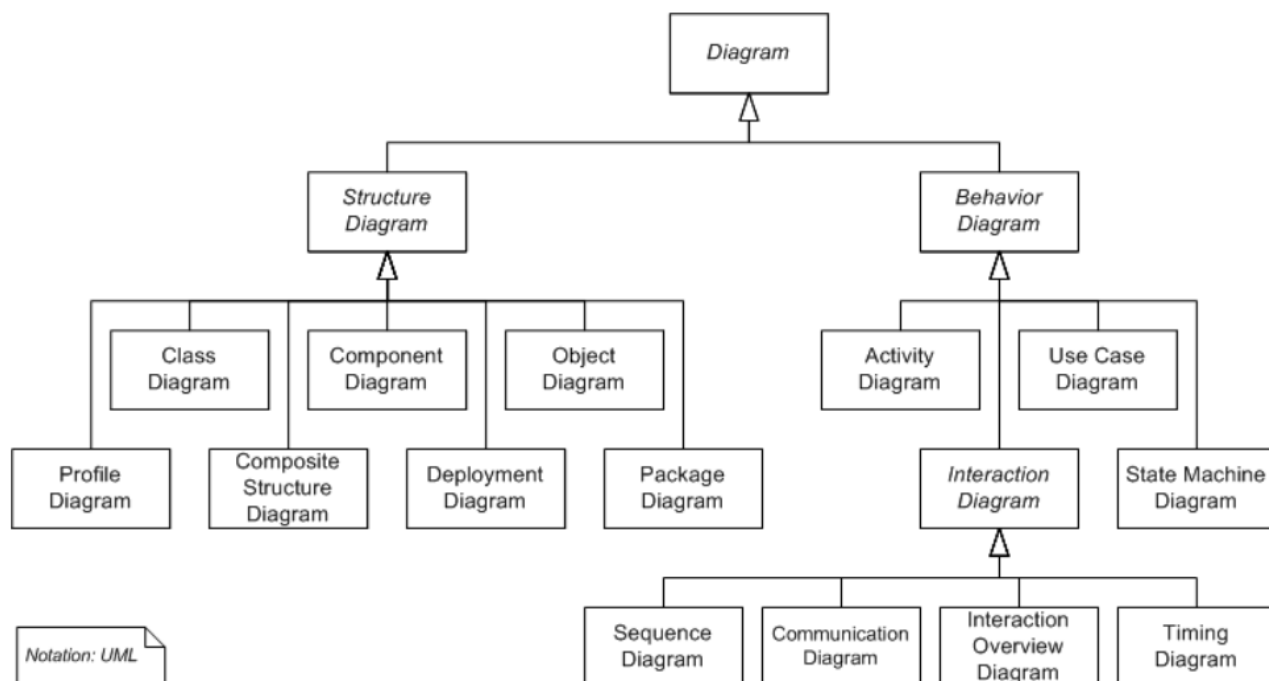 Diagram
Structure
Diagram
Behavior
Diagram
Class
Diagram
Component
Diagram
Object
Diagram
Activity
Diagram
Use Case
Diagram
Profile
Diagram
Composite
Structure
Diagram
Deployment
Diagram
Package
Diagram
Interaction
Diagram
State Machine
Diagram
Sequence
Diagram
Communication
Diagram
Interaction
Overview
Diagram
Timing
Diagram
Notation: UML